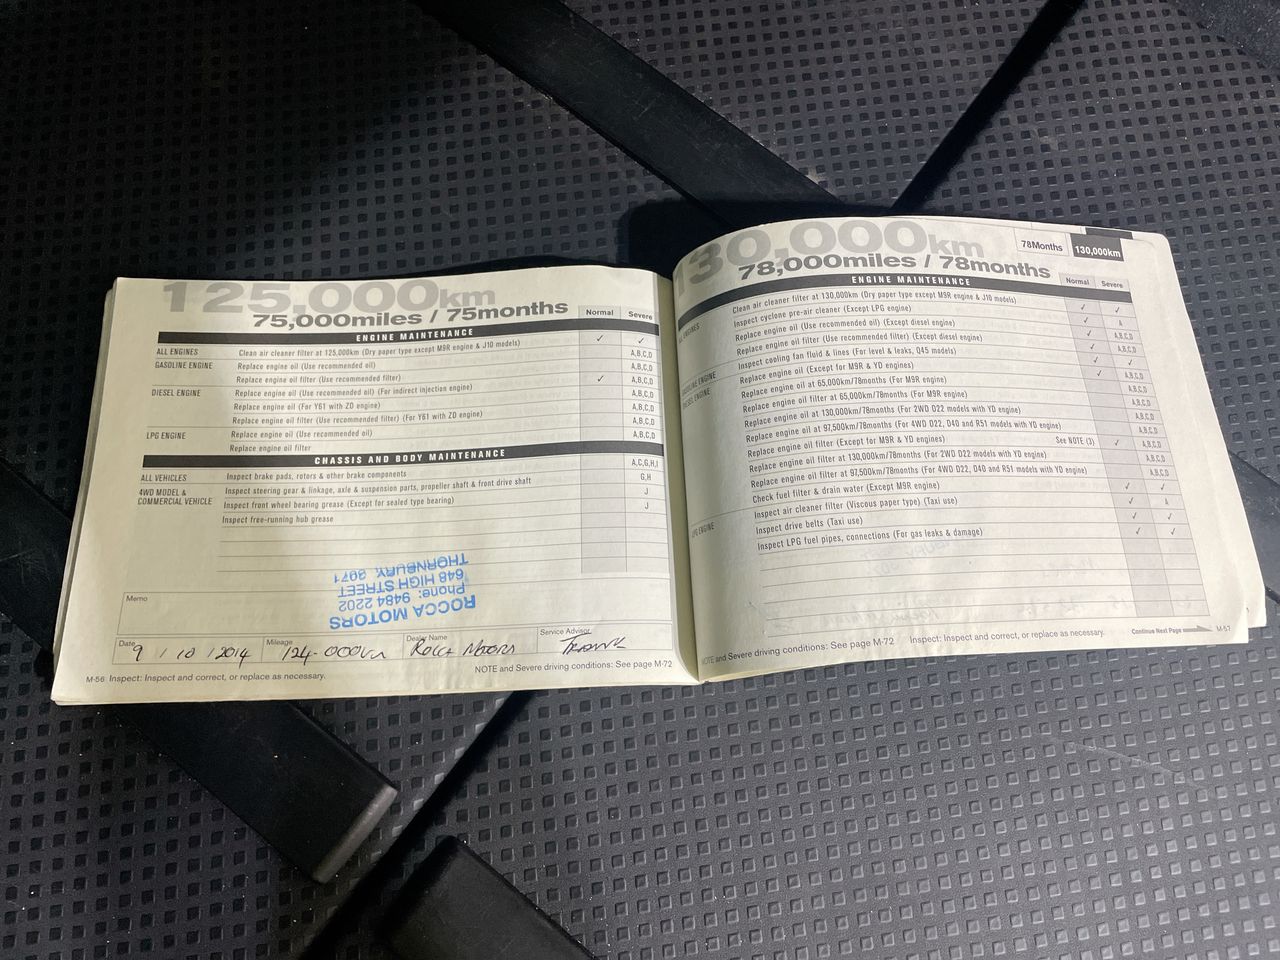 125,000km
75,000miles / 75months
Normal Severe
ENGINE MAINTENANCE
ALL ENGINES Clean air cleaner filter at 125,000km (Dry paper type except M9R engine & J10 models) ✓ ✓
GASOLINE ENGINE Replace engine oil (Use recommended oil) A,B,C,D
Replace engine oil filter (Use recommended filter) A,B,C,D
DIESEL ENGINE Replace engine oil (Use recommended oil) (For indirect injection engine) ✓ A,B,C,D
Replace engine oil (For Y61 with ZD engine) A,B,C,D
Replace engine oil filter (Use recommended filter) (For Y61 with ZD engine) A,B,C,D
LPG ENGINE Replace engine oil (Use recommended oil) A,B,C,D
Replace engine oil filter A,B,C,D
CHASSIS AND BODY MAINTENANCE
ALL VEHICLES Inspect brake pads, rotors & other brake components A,C,G,H,I
4WD MODEL & COMMERCIAL VEHICLE Inspect steering gear & linkage, axle & suspension parts, propeller shaft & front drive shaft G,H
Inspect front wheel bearing grease (Except for sealed type bearing) J
Inspect free-running hub grease J
ROCCA MOTORS
Phone: 9484 2202
648 HIGH STREET
THORNBURY, 3071
Memo
Date 9 / 10 / 2014 Mileage 124-000km Dealer Name Rocca Motors Service Advisor Frank
M-56 Inspect: Inspect and correct, or replace as necessary. NOTE and Severe driving conditions: See page M-72
130,000km
78,000miles / 78months
78Months 130,000km
Normal Severe
ENGINE MAINTENANCE
ALL ENGINES Clean air cleaner filter at 130,000km (Dry paper type except M9R engine & J10 models) ✓ ✓
Inspect cyclone pre-air cleaner (Except LPG engine) ✓ A
Replace engine oil (Use recommended oil) (Except diesel engine) ✓ A,B,C,D
Replace engine oil filter (Use recommended filter) (Except diesel engine) ✓ A,B,C,D
GASOLINE ENGINE Inspect cooling fan fluid & lines (For level & leaks, Q45 models) ✓ ✓
DIESEL ENGINE Replace engine oil (Except for M9R & YD engines) ✓ A,B,C,D
Replace engine oil at 65,000km/78months (For M9R engine) A,B,C,D
Replace engine oil filter at 65,000km/78months (For M9R engine) A,B,C,D
Replace engine oil at 130,000km/78months (For 2WD D22 models with YD engine) A,B,C,D
Replace engine oil at 97,500km/78months (For 4WD D22, D40 and R51 models with YD engine) A,B,C,D
Replace engine oil filter (Except for M9R & YD engines) See NOTE (3) ✓ A,B,C,D
Replace engine oil filter at 130,000km/78months (For 2WD D22 models with YD engine) A,B,C,D
Replace engine oil filter at 97,500km/78months (For 4WD D22, D40 and R51 models with YD engine) A,B,C,D
Check fuel filter & drain water (Except M9R engine) ✓ ✓
Inspect air cleaner filter (Viscous paper type) (Taxi use) ✓ A
LPG ENGINE Inspect drive belts (Taxi use) ✓ ✓
Inspect LPG fuel pipes, connections (For gas leaks & damage) ✓ ✓
NOTE and Severe driving conditions: See page M-72 Inspect: Inspect and correct, or replace as necessary. Continue Next Page M-57